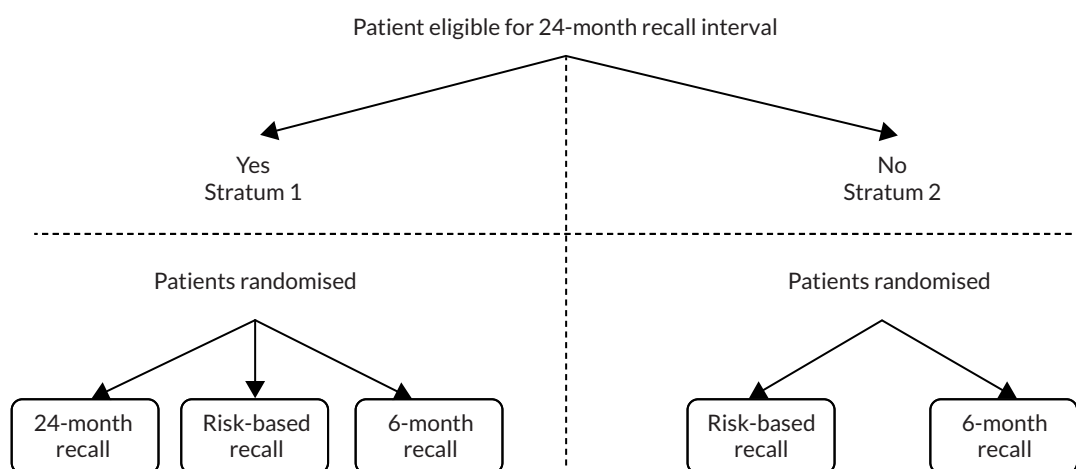 Patient eligible for 24-month recall interval
Yes
Stratum 1
No
Stratum 2
Patients randomised
Patients randomised
24-month
recall
Risk-based
recall
6-month
recall
Risk-based
recall
6-month
recall